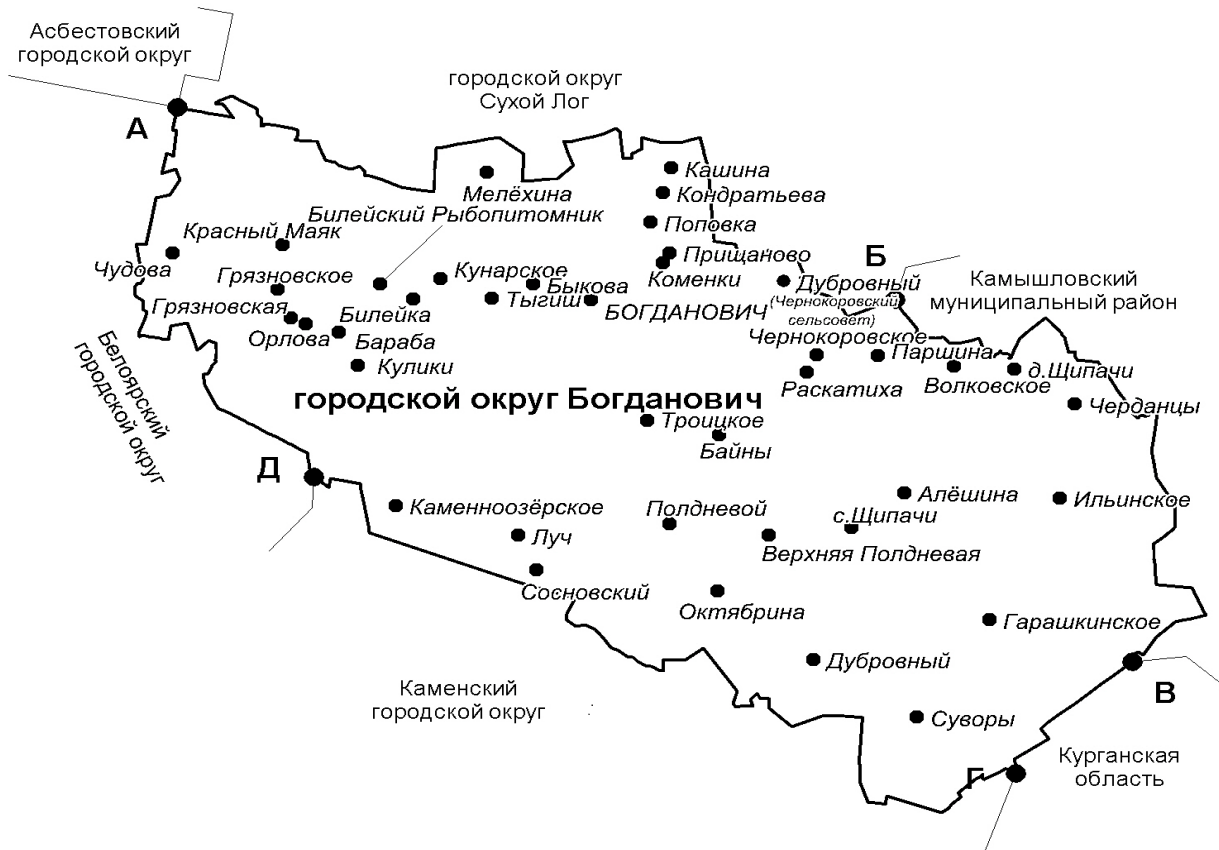 Асбестовский
городской округ
А
городской округ
Сухой Лог
Кашина
Кондратьева
Мелёхина
Билейский Рыбопитомник
Поповка
Красный Маяк
Чудова
Прищаново
Коменки
Б
Камышловский
муниципальный район
Грязновское
Кунарское
Быкова
Дубровный
(Чернокоровский
сельсовет)
Грязновская
Билейка
Тыгиш
БОГДАНОВИЧ
Орлова
Бараба
Чернокоровское
Паршина
Кулики
Раскатиха
Волковское
д.Щипачи
Белоярский
городской округ
городской округ Богданович
Черданцы
Троицкое
Байны
Д
Каменноозёрское
Полдневой
с.Щипачи
Алёшина
Ильинское
Луч
Верхняя Полдневая
Сосновский
Октябрина
Гарашкинское
Дубровный
В
Каменский
городской округ
Суворы
Г
Курганская
область